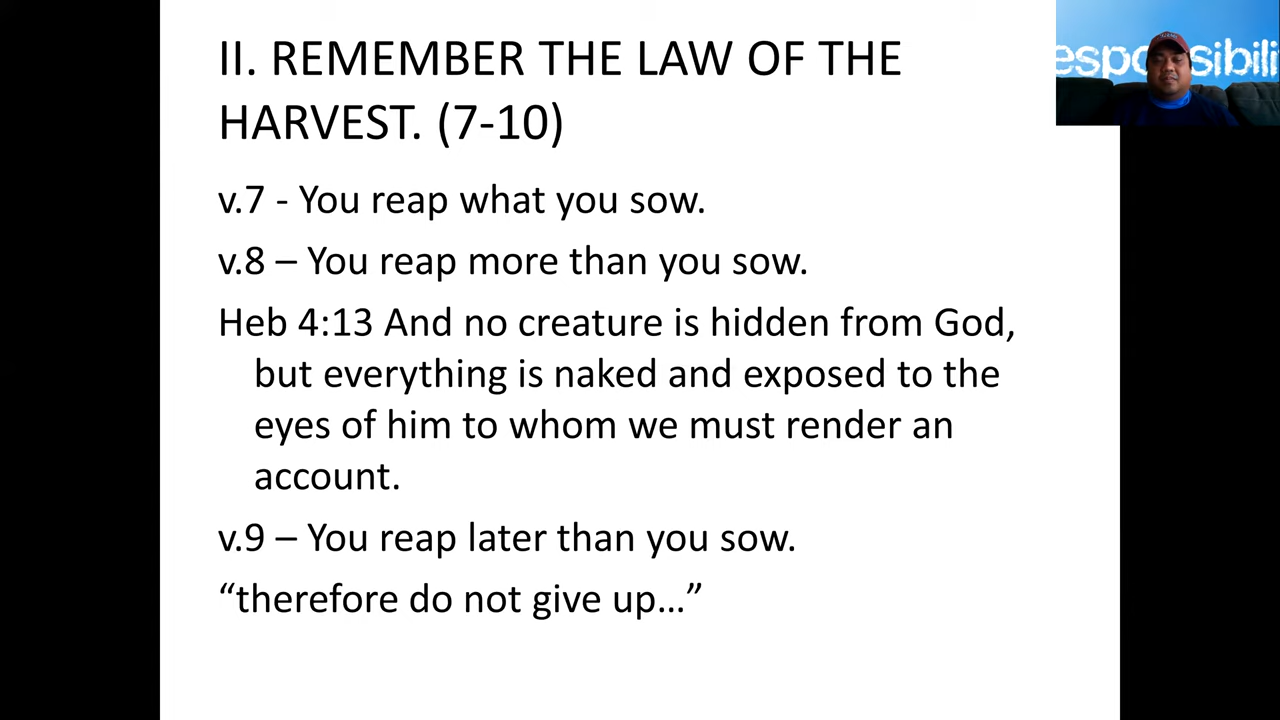 II. REMEMBER THE LAW OF THE
HARVEST. (7-10)
v.7 - You reap what you sow.
v.8 – You reap more than you sow.
Heb 4:13 And no creature is hidden from God,
but everything is naked and exposed to the
eyes of him to whom we must render an
account.
v.9 – You reap later than you sow.
“therefore do not give up…”
esponsibili